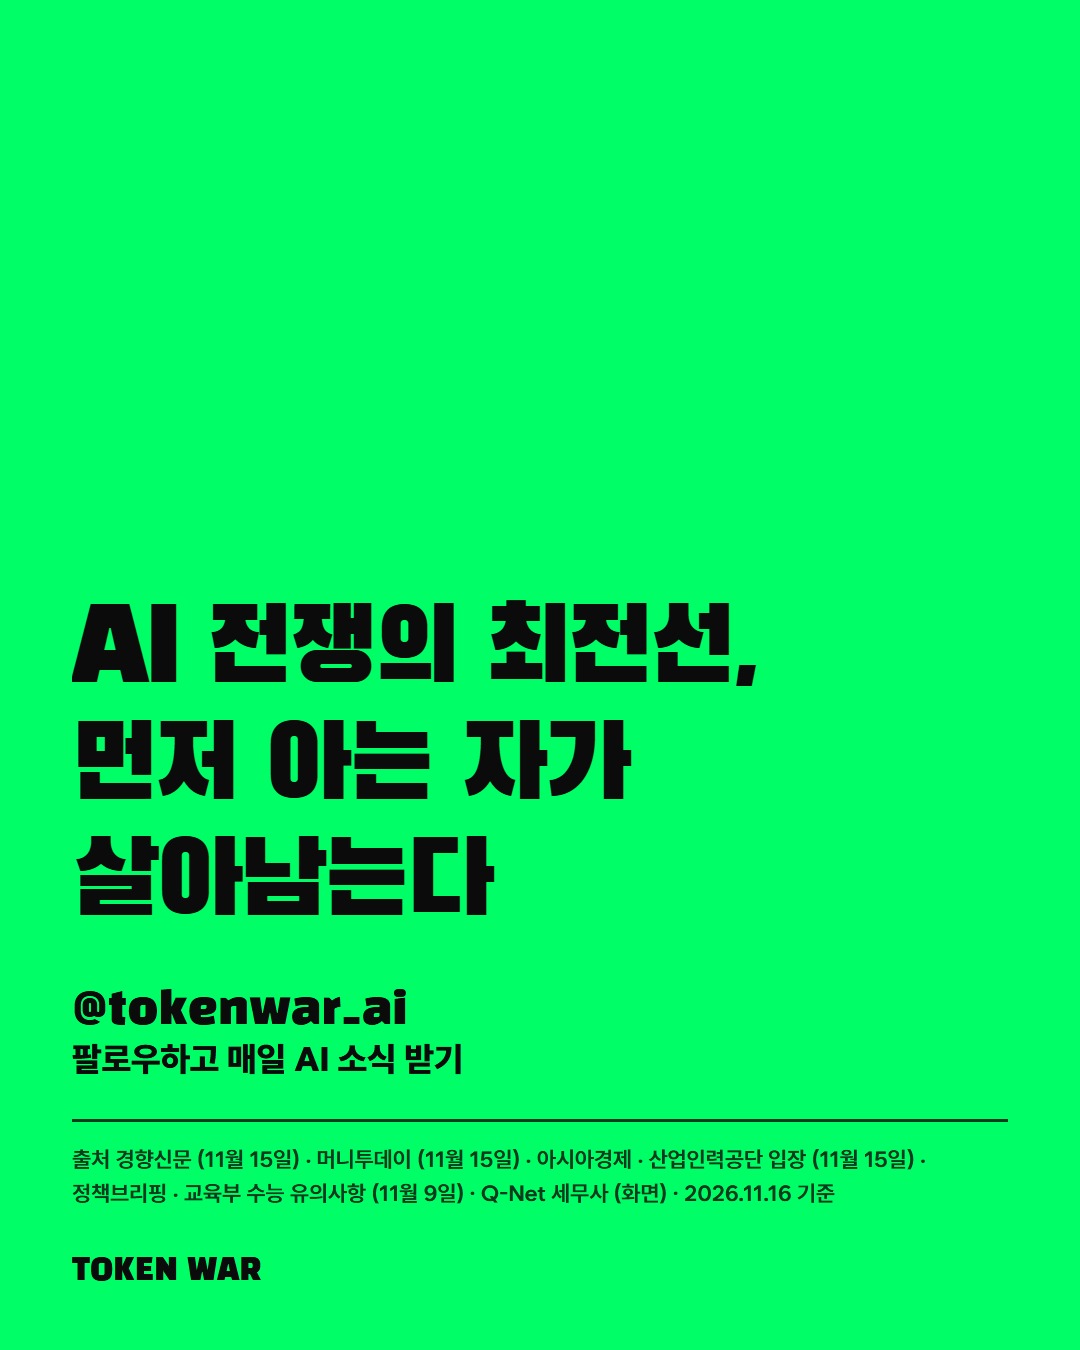 AI 전쟁의 최전선,
먼저 아는 자가
살아남는다
@tokenwar_ai
팔로우하고 매일 AI 소식 받기
출처 경향신문 (11월 15일) · 머니투데이 (11월 15일) · 아시아경제 · 산업인력공단 입장 (11월 15일) ·
정책브리핑 · 교육부 수능 유의사항 (11월 9일) · Q-Net 세무사 (화면) · 2026.11.16 기준
TOKEN WAR